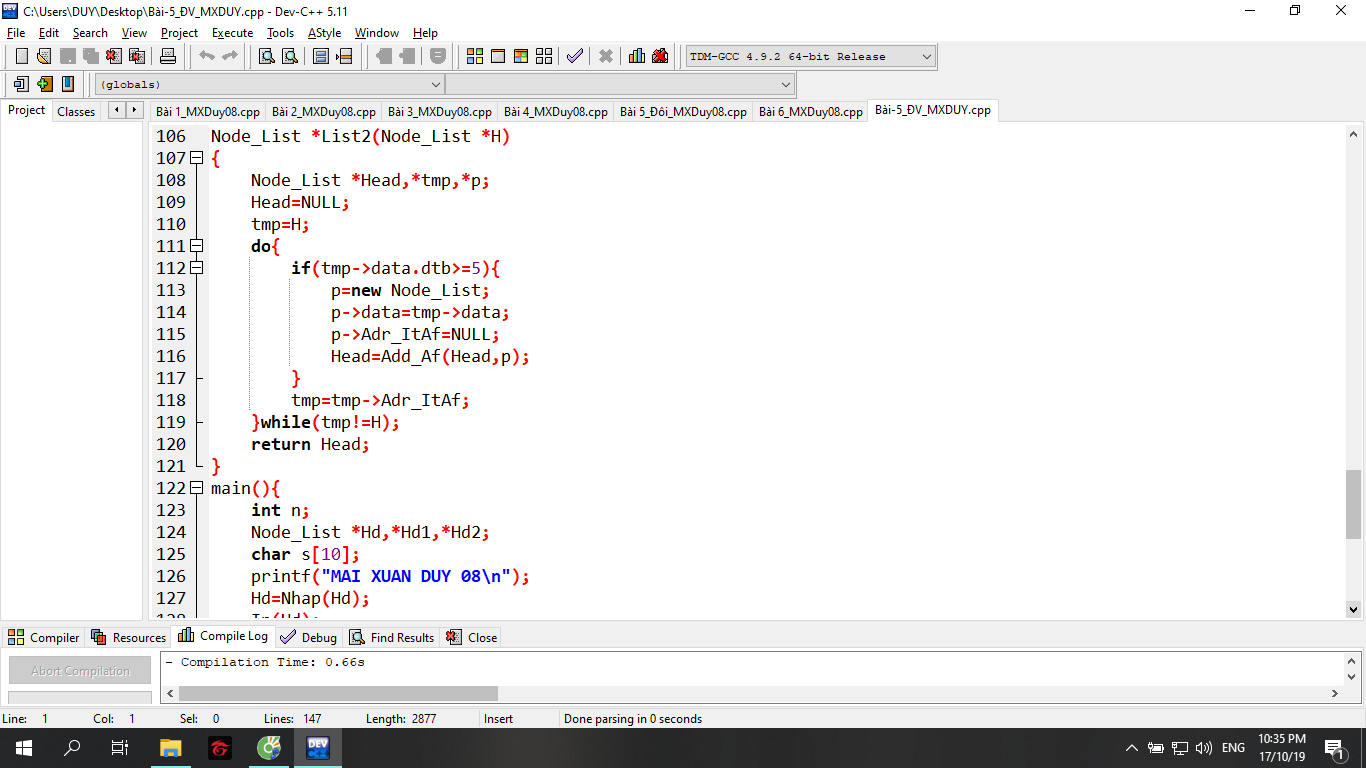 C:\Users\DUY\Desktop\Bài-5_ĐV_MXDUY.cpp - Dev-C++ 5.11
File Edit Search View Project Execute Tools AStyle Window Help
TDM-GCC 4.9.2 64-bit Release
(globals)
Project Classes Bài 1_MXDuy08.cpp Bài 2_MXDuy08.cpp Bài 3_MXDuy08.cpp Bài 4_MXDuy08.cpp Bài 5_Đôi_MXDuy08.cpp Bài 6_MXDuy08.cpp Bài-5_ĐV_MXDUY.cpp
106 Node_List *List2(Node_List *H)
107 {
108 Node_List *Head,*tmp,*p;
109 Head=NULL;
110 tmp=H;
111 do{
112 if(tmp->data.dtb>=5){
113 p=new Node_List;
114 p->data=tmp->data;
115 p->Adr_ItAf=NULL;
116 Head=Add_Af(Head,p);
117 }
118 tmp=tmp->Adr_ItAf;
119 }while(tmp!=H);
120 return Head;
121 }
122 main(){
123 int n;
124 Node_List *Hd,*Hd1,*Hd2;
125 char s[10];
126 printf("MAI XUAN DUY 08\n");
127 Hd=Nhap(Hd);
Compiler Resources Compile Log Debug Find Results Close
Abort Compilation
- Compilation Time: 0.66s
Line: 1 Col: 1 Sel: 0 Lines: 147 Length: 2877 Insert Done parsing in 0 seconds
DEV
ENG
10:35 PM
17/10/19
1